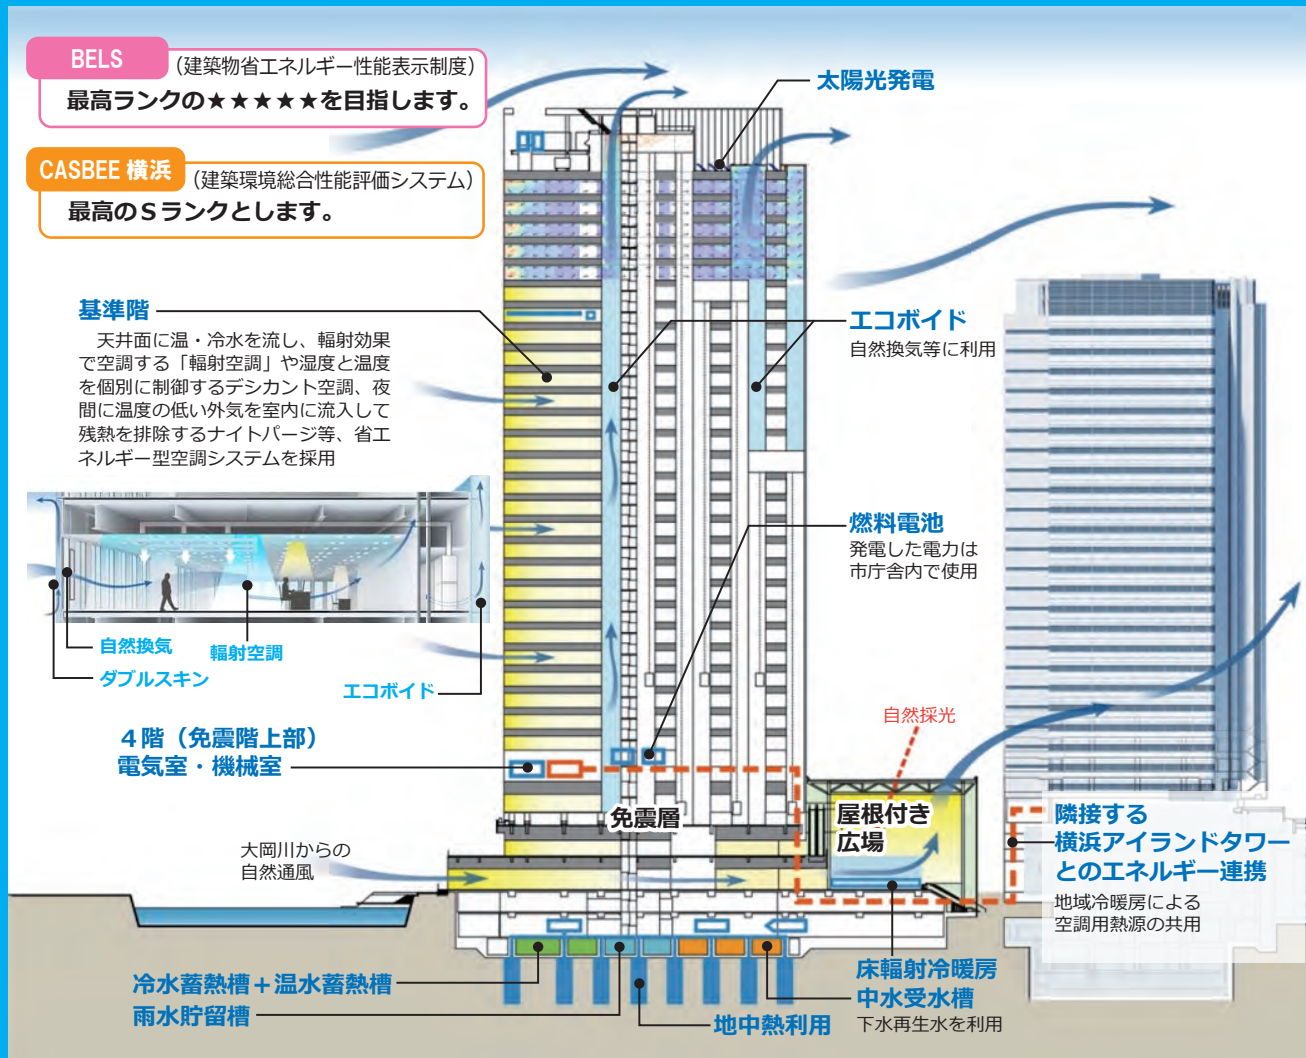 BELS
(建築物省エネルギー性能表示制度)
最高ランクの★★★★★を目指します。
CASBEE 横浜
(建築環境総合性能評価システム)
最高のSランクとします。
太陽光発電
基準階
天井面に温・冷水を流し、輻射効果
で空調する「輻射空調」や湿度と温度
を個別に制御するデシカント空調、夜
間に温度の低い外気を室内に流入して
残熱を排除するナイトパージ等、省エ
ネルギー型空調システムを採用
エコボイド
自然換気等に利用
燃料電池
発電した電力は
市庁舎内で使用
自然換気
輻射空調
ダブルスキン
エコボイド
4階(免震階上部)
電気室・機械室
自然採光
免震層
屋根付き
広場
隣接する
横浜アイランドタワー
とのエネルギー連携
地域冷暖房による
空調用熱源の共用
大岡川からの
自然通風
冷水蓄熱槽+温水蓄熱槽
雨水貯留槽
地中熱利用
床輻射冷暖房
中水受水槽
下水再生水を利用